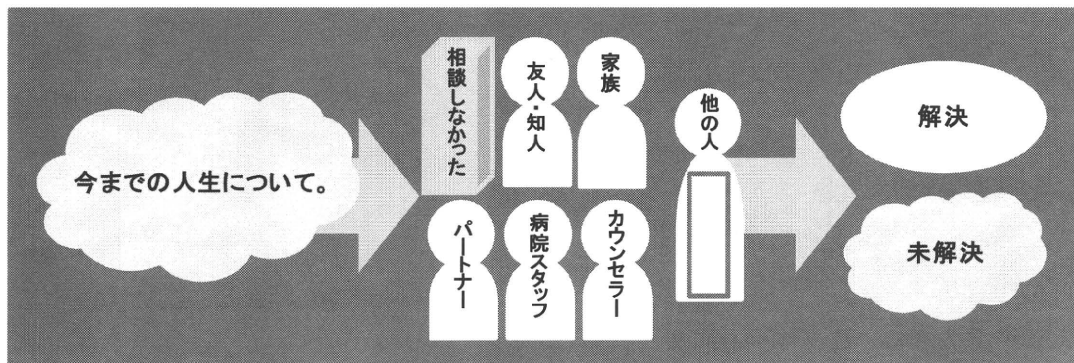 今までの人生について。
相談しなかった
友人・知人
家族
パートナー
病院スタッフ
カウンセラー
他の人
解決
未解決